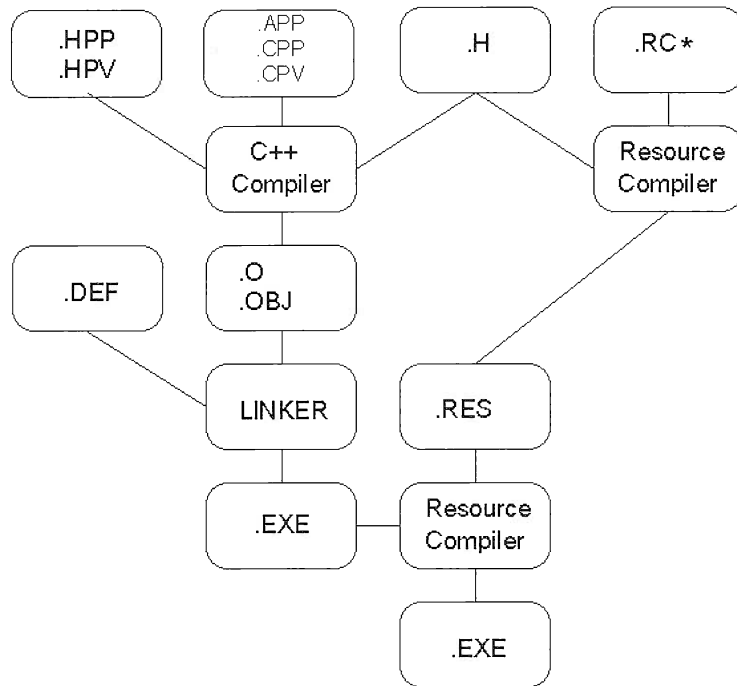 .HPP
.HPV
.APP
.CPP
.CPV
.H
.RC*
C++
Compiler
Resource
Compiler
.DEF
.O
.OBJ
LINKER
.RES
.EXE
Resource
Compiler
.EXE